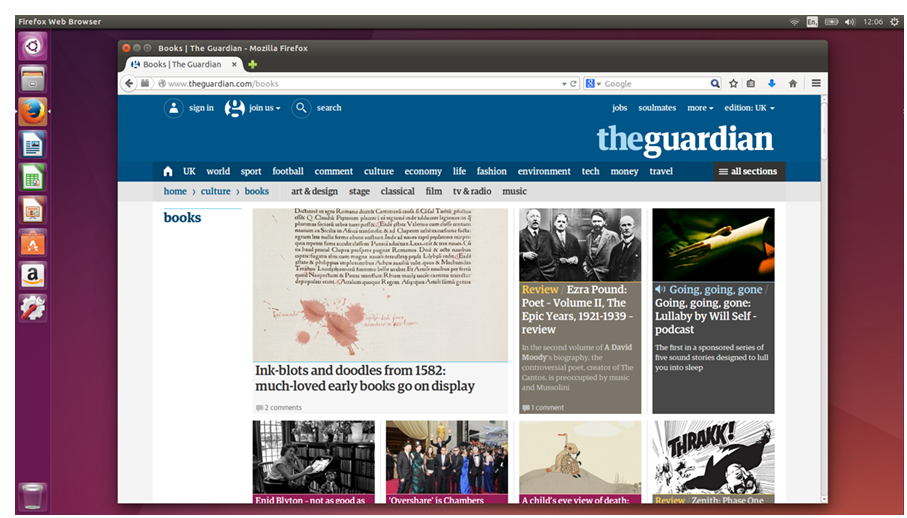 Firefox Web Browser
En
12:06
Books | The Guardian - Mozilla Firefox
Books | The Guardian
www.theguardian.com/books
Google
sign in join us search
jobs soulmates more edition: UK
theguardian
UK world sport football comment culture economy life fashion environment tech money travel all sections
home › culture › books art & design stage classical film tv & radio music
books
Ink-blots and doodles from 1582:
much-loved early books go on display
2 comments
Review / Ezra Pound:
Poet – Volume II, The
Epic Years, 1921-1939 –
review
In the second volume of A David
Moody's biography, the
controversial poet, creator of The
Cantos, is preoccupied by music
and Mussolini
1 comment
Going, going, gone /
Going, going, gone:
Lullaby by Will Self -
podcast
The first in a sponsored series of
five sound stories designed to lull
you into sleep
a
THRAKK!
Enid Blyton – not as good as
'Overshare' is Chambers
A child's eye view of death:
Review / Zenith: Phase One